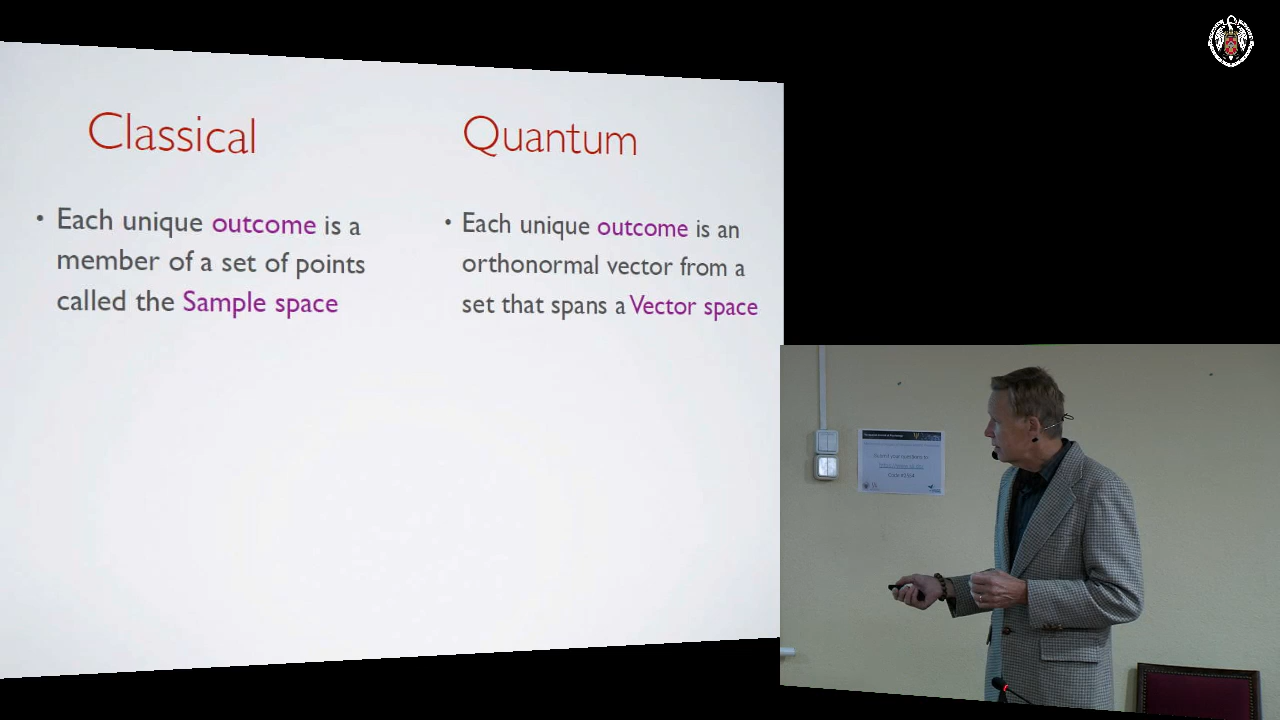 Classical
• Each unique outcome is a
member of a set of points
called the Sample space
Quantum
• Each unique outcome is an
orthonormal vector from a
set that spans a Vector space